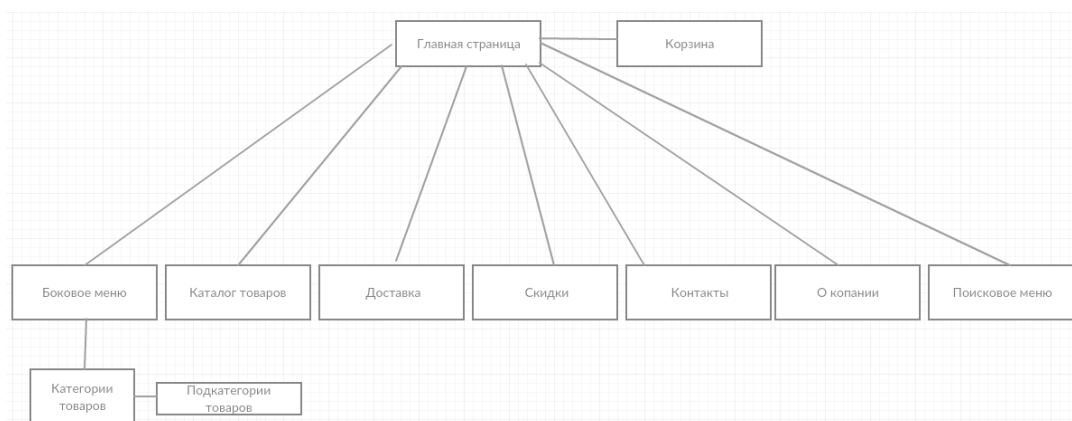 Главная страница
Корзина
Боковое меню
Каталог товаров
Доставка
Скидки
Контакты
О копании
Поисковое меню
Категории
товаров
Подкатегории
товаров